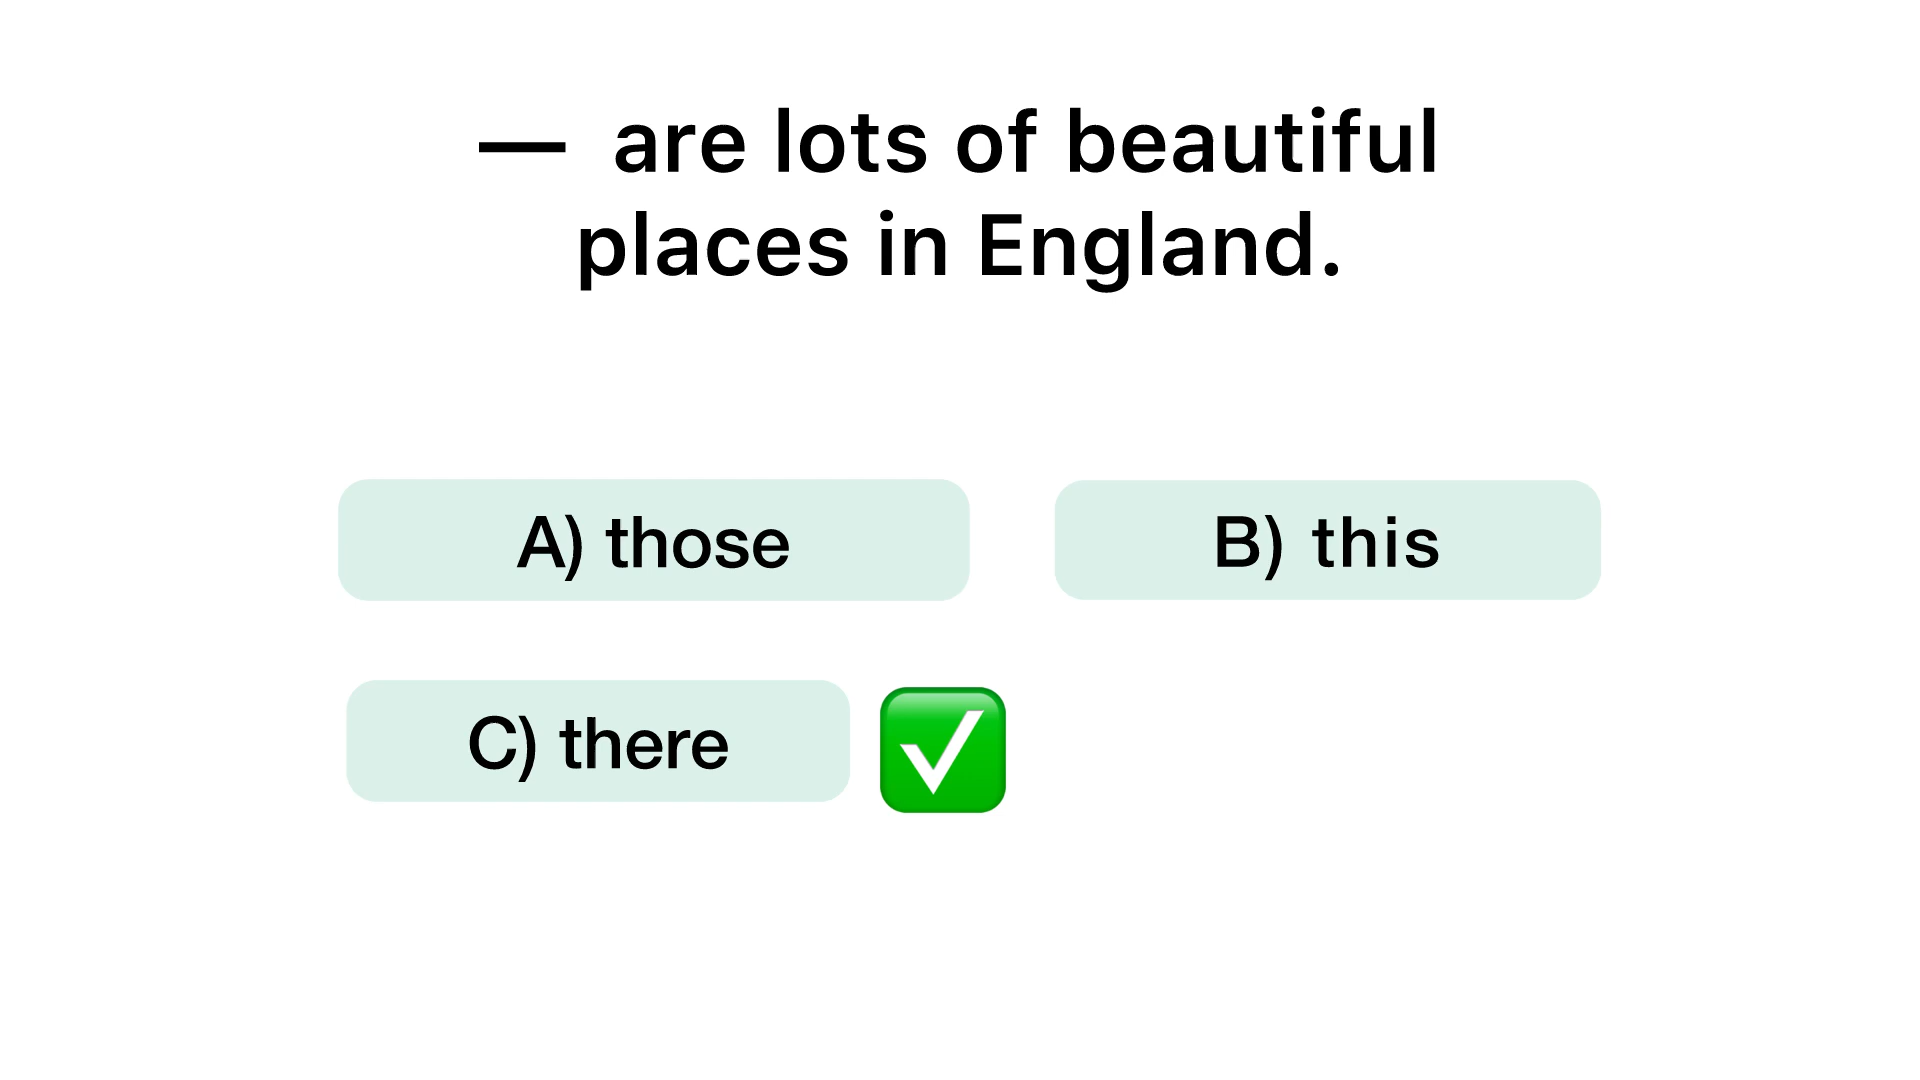 — are lots of beautiful
places in England.
A) those
B) this
C) there